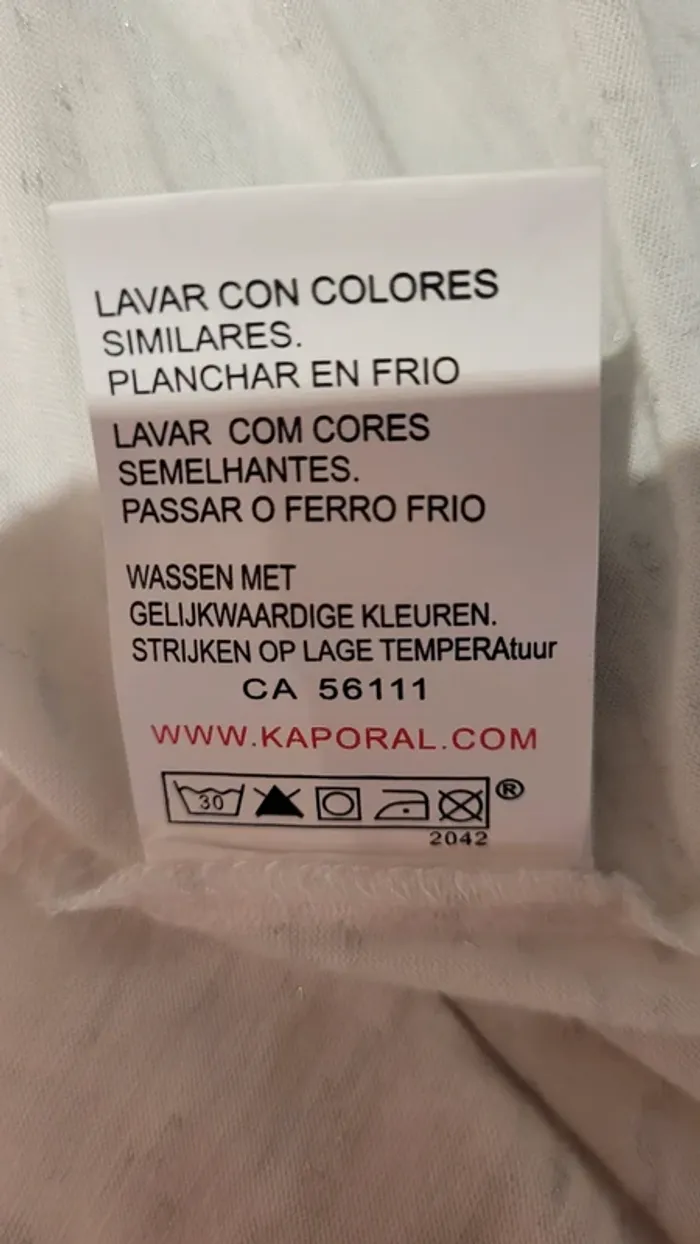 LAVAR CON COLORES
SIMILARES.
PLANCHAR EN FRIO
LAVAR COM CORES
SEMELHANTES.
PASSAR O FERRO FRIO
WASSEN MET
GELIJKWAARDIGE KLEUREN.
STRIJKEN OP LAGE TEMPERAtuur
CA 56111
WWW.KAPORAL.COM
30 ®
2042